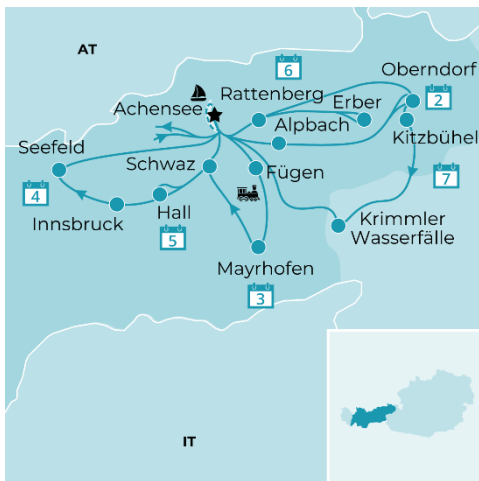 AT
6
Oberndorf
Achensee
Rattenberg
Erber
2
Alpbach
Kitzbühel
Seefeld
Schwaz
Fügen
7
4
Innsbruck
Hall
5
Krimmler
Wasserfälle
Mayrhofen
3
IT